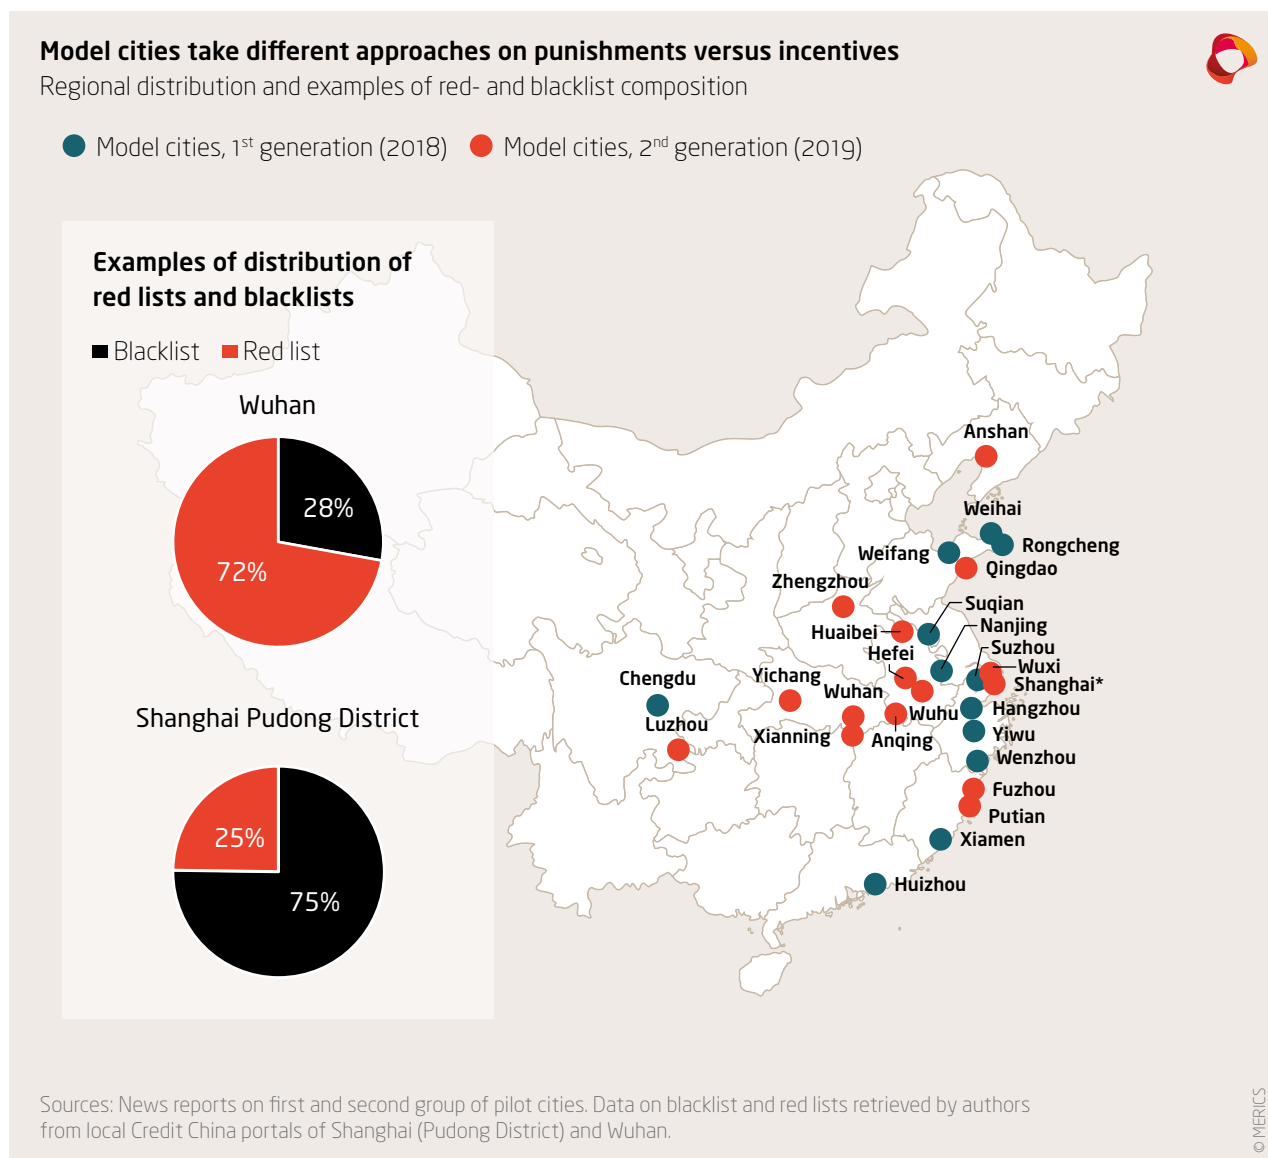 Model cities take different approaches on punishments versus incentives
Regional distribution and examples of red- and blacklist composition
Model cities, 1st generation (2018)
Model cities, 2nd generation (2019)
Examples of distribution of
red lists and blacklists
Blacklist
Red list
Wuhan
28%
72%
Shanghai Pudong District
25%
75%
Anshan
Weihai
Rongcheng
Weifang
Qingdao
Zhengzhou
Suqian
Huaibei
Nanjing
Hefei
Suzhou
Wuxi
Chengdu
Yichang
Shanghai*
Wuhan
Hangzhou
Luzhou
Wuhu
Xianning
Anqing
Yiwu
Wenzhou
Fuzhou
Putian
Xiamen
Huizhou
Sources: News reports on first and second group of pilot cities. Data on blacklist and red lists retrieved by authors
from local Credit China portals of Shanghai (Pudong District) and Wuhan.
© MERICS